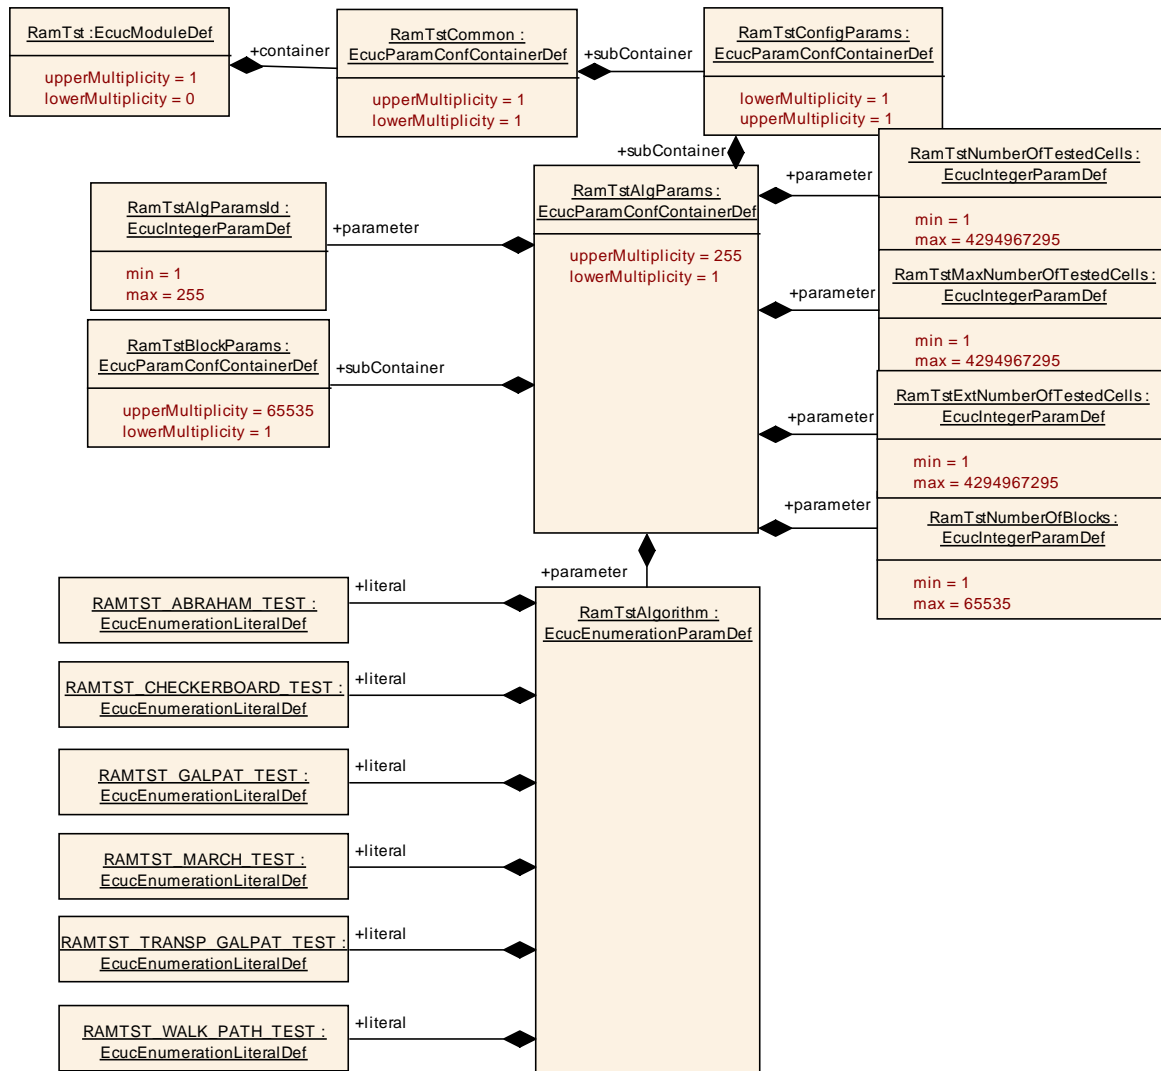 RamTst :EcucModuleDef
upperMultiplicity = 1
lowerMultiplicity = 0
+container
RamTstCommon :
EcucParamConfContainerDef
upperMultiplicity = 1
lowerMultiplicity = 1
+subContainer
RamTstConfigParams :
EcucParamConfContainerDef
lowerMultiplicity = 1
upperMultiplicity = 1
+subContainer
RamTstAlgParams :
EcucParamConfContainerDef
upperMultiplicity = 255
lowerMultiplicity = 1
RamTstAlgParamsId :
EcucIntegerParamDef
min = 1
max = 255
+parameter
RamTstBlockParams :
EcucParamConfContainerDef
upperMultiplicity = 65535
lowerMultiplicity = 1
+subContainer
+parameter
RamTstNumberOfTestedCells :
EcucIntegerParamDef
min = 1
max = 4294967295
+parameter
RamTstMaxNumberOfTestedCells :
EcucIntegerParamDef
min = 1
max = 4294967295
+parameter
RamTstExtNumberOfTestedCells :
EcucIntegerParamDef
min = 1
max = 4294967295
+parameter
RamTstNumberOfBlocks :
EcucIntegerParamDef
min = 1
max = 65535
+parameter
RamTstAlgorithm :
EcucEnumerationParamDef
RAMTST_ABRAHAM_TEST :
EcucEnumerationLiteralDef
+literal
RAMTST_CHECKERBOARD_TEST :
EcucEnumerationLiteralDef
+literal
RAMTST_GALPAT_TEST :
EcucEnumerationLiteralDef
+literal
RAMTST_MARCH_TEST :
EcucEnumerationLiteralDef
+literal
RAMTST_TRANSP_GALPAT_TEST :
EcucEnumerationLiteralDef
+literal
RAMTST_WALK_PATH_TEST :
EcucEnumerationLiteralDef
+literal